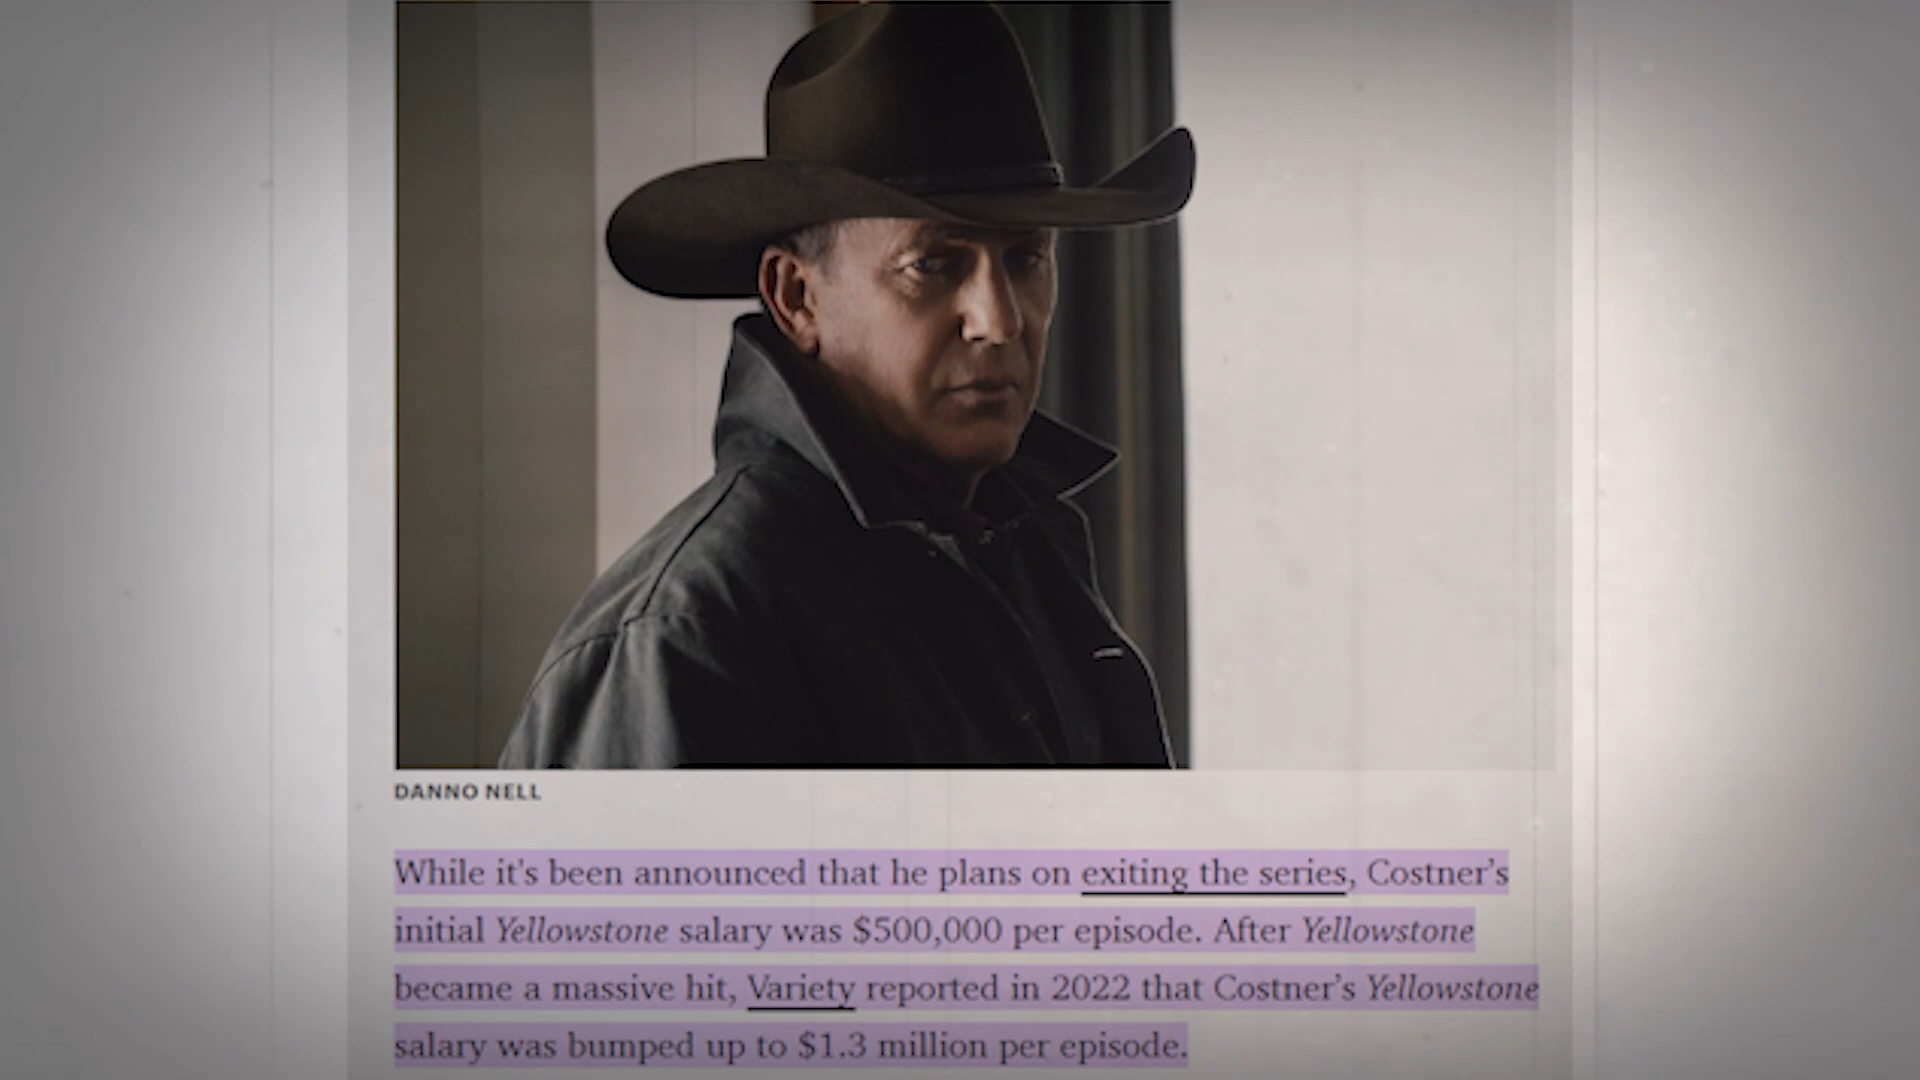 DANNO NELL
While it's been announced that he plans on exiting the series, Costner’s
initial Yellowstone salary was $500,000 per episode. After Yellowstone
became a massive hit, Variety reported in 2022 that Costner’s Yellowstone
salary was bumped up to $1.3 million per episode.